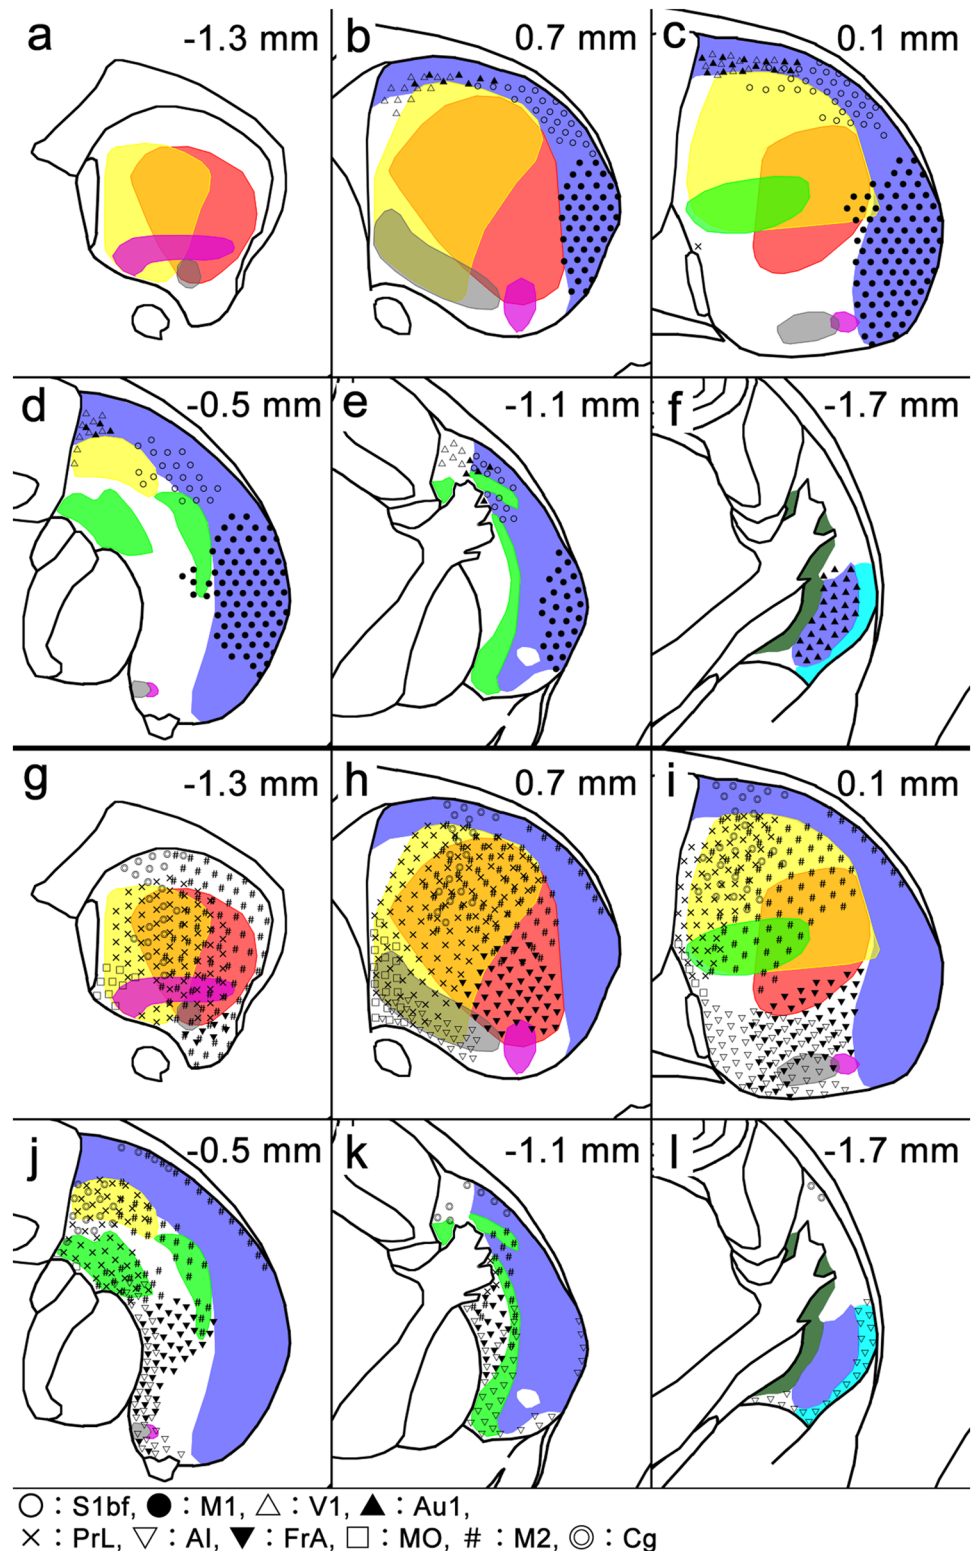 a -1.3 mm
b 0.7 mm
c 0.1 mm
d -0.5 mm
e -1.1 mm
f -1.7 mm
g -1.3 mm
h 0.7 mm
i 0.1 mm
j -0.5 mm
k -1.1 mm
l -1.7 mm
○ : S1bf, ● : M1, △ : V1, ▲ : Au1,
× : PrL, ▽ : AI, ▼ : FrA, □ : MO, # : M2, ◎ : Cg